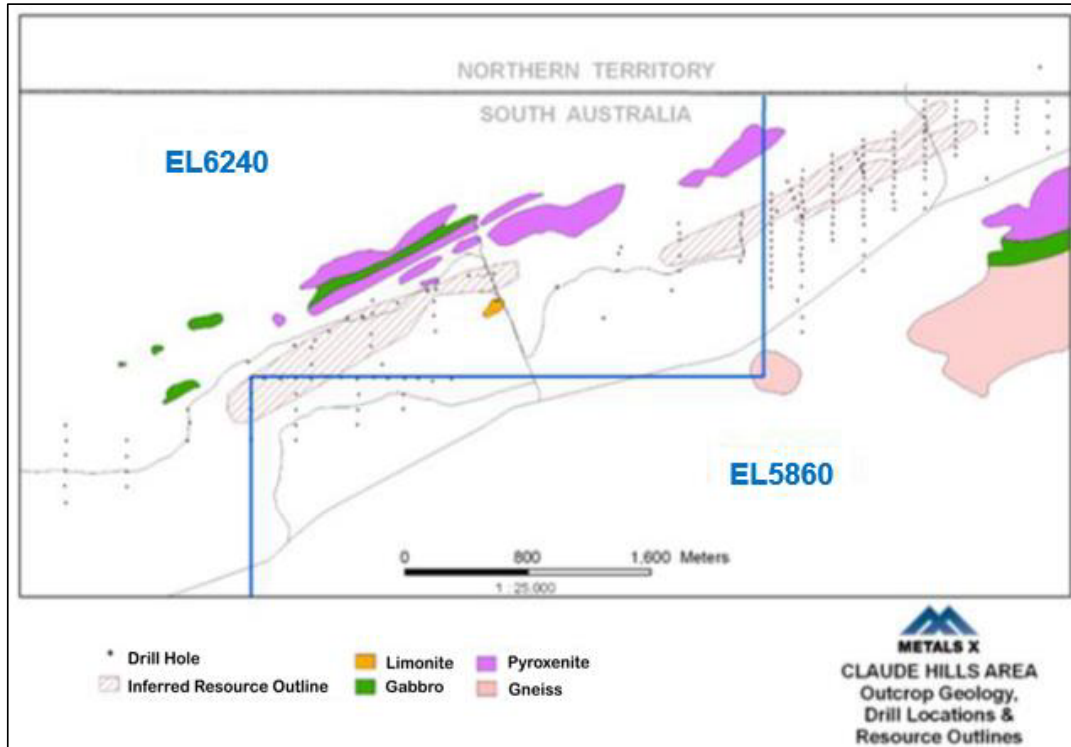 NORTHERN TERRITORY
SOUTH AUSTRALIA
EL6240
EL5860
0 800 1,600 Meters
1 : 25,000
Drill Hole
Inferred Resource Outline
Limonite
Gabbro
Pyroxenite
Gneiss
METALS X
CLAUDE HILLS AREA
Outcrop Geology,
Drill Locations &
Resource Outlines